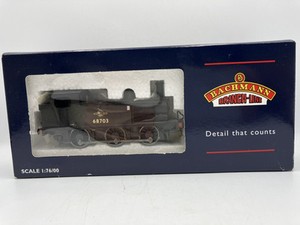 BACHMANN
BRANCH-LINE
Detail that counts
68703
SCALE 1:76/00